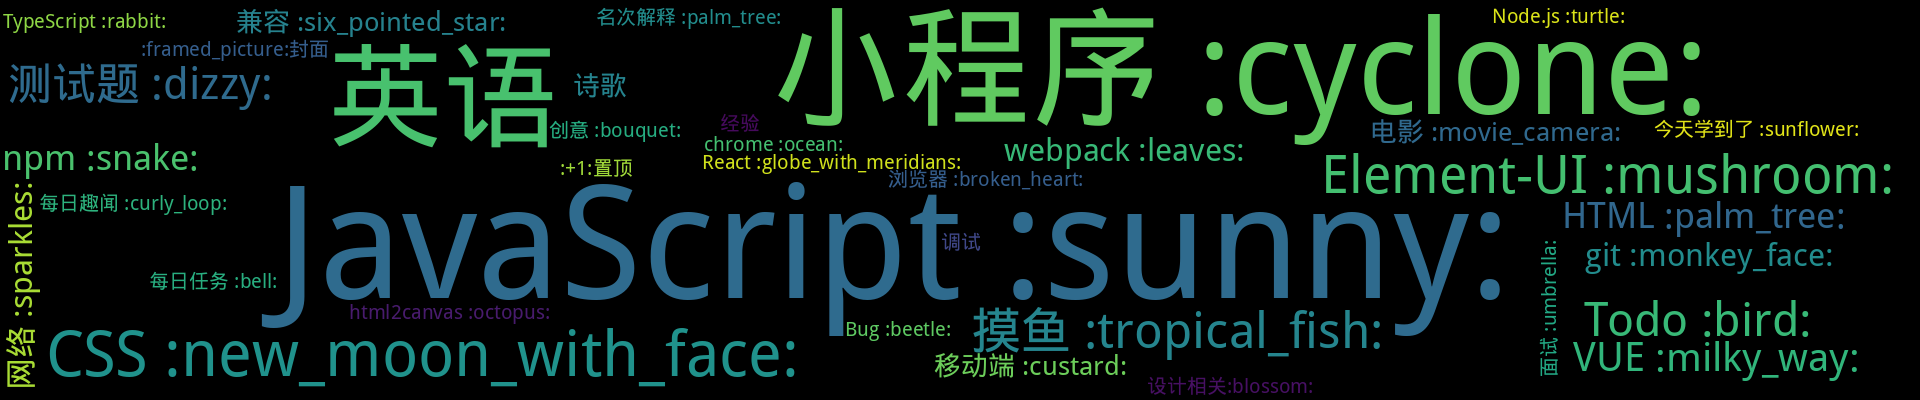 TypeScript :rabbit:
兼容 :six_pointed_star:
名次解释 :palm_tree:
小程序 :cyclone:
Node.js :turtle:
:framed_picture:封面
测试题 :dizzy:
英语
诗歌
创意 :bouquet:
经验
chrome :ocean:
电影 :movie_camera:
今天学到了 :sunflower:
npm :snake:
:+1:置顶
React :globe_with_meridians:
webpack :leaves:
浏览器 :broken_heart:
Element-UI :mushroom:
网络 :sparkles:
每日趣闻 :curly_loop:
JavaScript :sunny:
调试
HTML :palm_tree:
git :monkey_face:
每日任务 :bell:
html2canvas :octopus:
面试 :umbrella:
CSS :new_moon_with_face:
Bug :beetle:
摸鱼 :tropical_fish:
Todo :bird:
移动端 :custard:
VUE :milky_way:
设计相关:blossom: